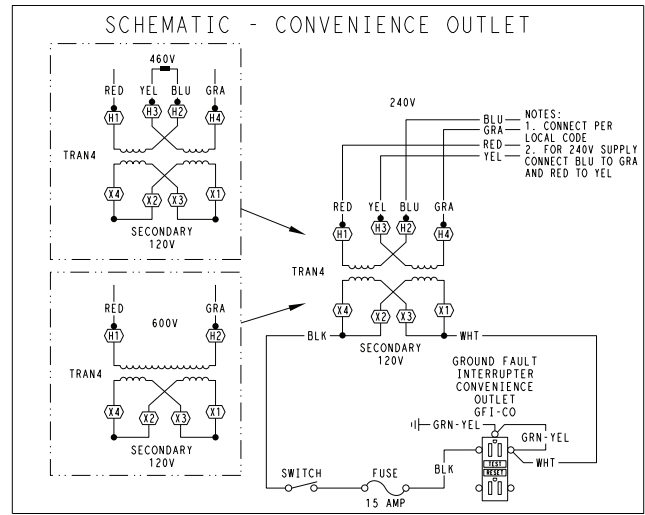 SCHEMATIC - CONVENIENCE OUTLET
460V
RED YEL BLU GRA
H1 H3 H2 H4
TRAN4
X4 X2 X3 X1
SECONDARY
120V
RED GRA
600V
H1 H2
TRAN4
X4 X2 X3 X1
SECONDARY
120V
240V
BLU
GRA
RED
YEL
NOTES:
1. CONNECT PER
LOCAL CODE
2. FOR 240V SUPPLY
CONNECT BLU TO GRA
AND RED TO YEL
RED YEL BLU GRA
H1 H3 H2 H4
TRAN4
X4 X2 X3 X1
BLK WHT
SECONDARY
120V
GROUND FAULT
INTERRUPTER
CONVENIENCE
OUTLET
GFI-CO
GRN-YEL
GRN-YEL
BLK
WHT
TEST
RESET
SWITCH FUSE
15 AMP